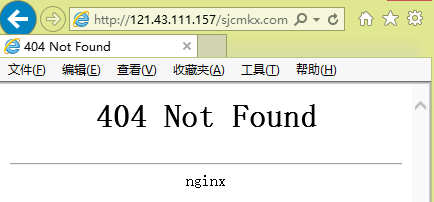 http://121.43.111.157/sjcmkx.com
404 Not Found
文件(F) 编辑(E) 查看(V) 收藏夹(A) 工具(T) 帮助(H)
404 Not Found
nginx